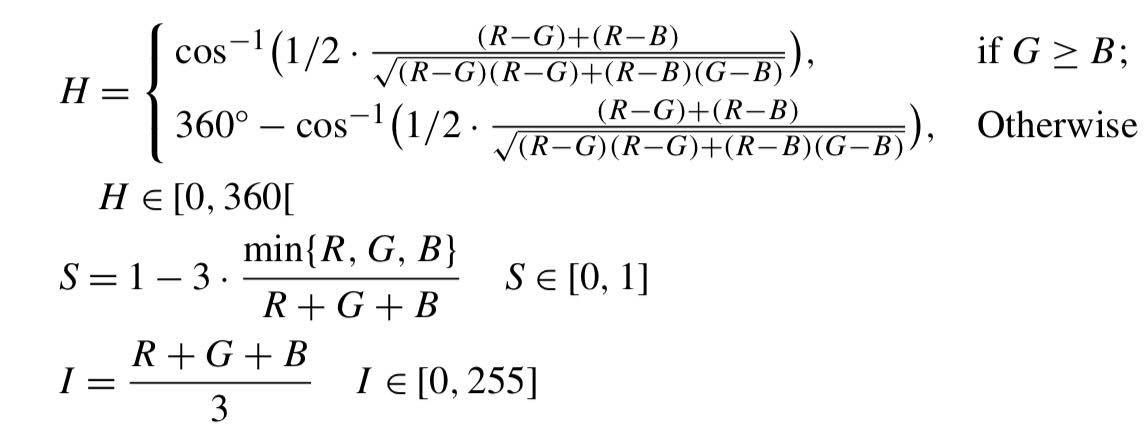 H = { cos⁻¹(1/2 · (R−G)+(R−B) / √(R−G)(R−G)+(R−B)(G−B)), if G ≥ B;
360° − cos⁻¹(1/2 · (R−G)+(R−B) / √(R−G)(R−G)+(R−B)(G−B)), Otherwise
H ∈ [0, 360[
S = 1 − 3 · min{R, G, B} / R + G + B S ∈ [0, 1]
I = R + G + B / 3 I ∈ [0, 255]